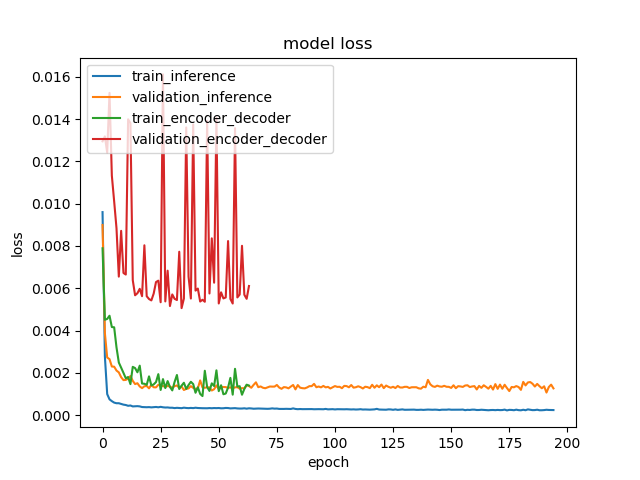 model loss
train_inference
validation_inference
train_encoder_decoder
validation_encoder_decoder
0.016
0.014
0.012
0.010
0.008
0.006
0.004
0.002
0.000
loss
0 25 50 75 100 125 150 175 200
epoch